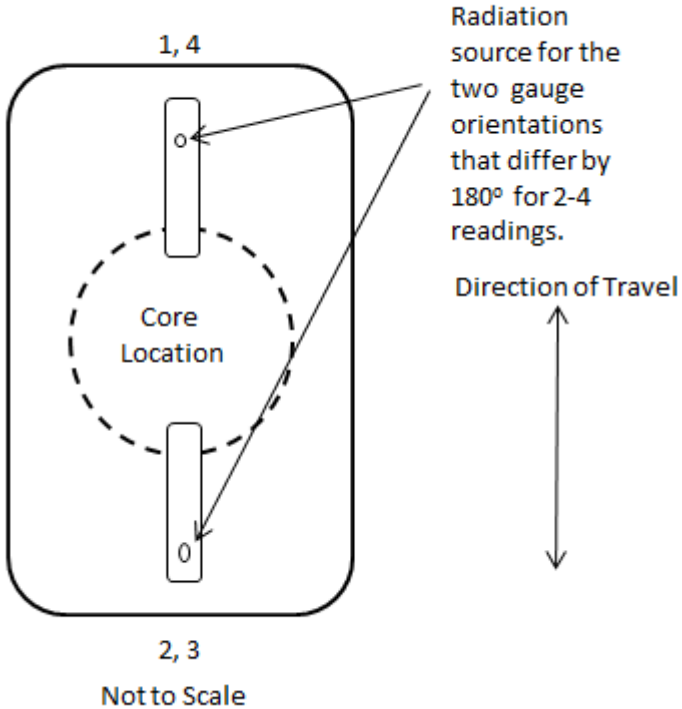 1, 4
Radiation
source for the
two gauge
orientations
that differ by
180º for 2-4
readings.
Direction of Travel
Core
Location
2, 3
Not to Scale